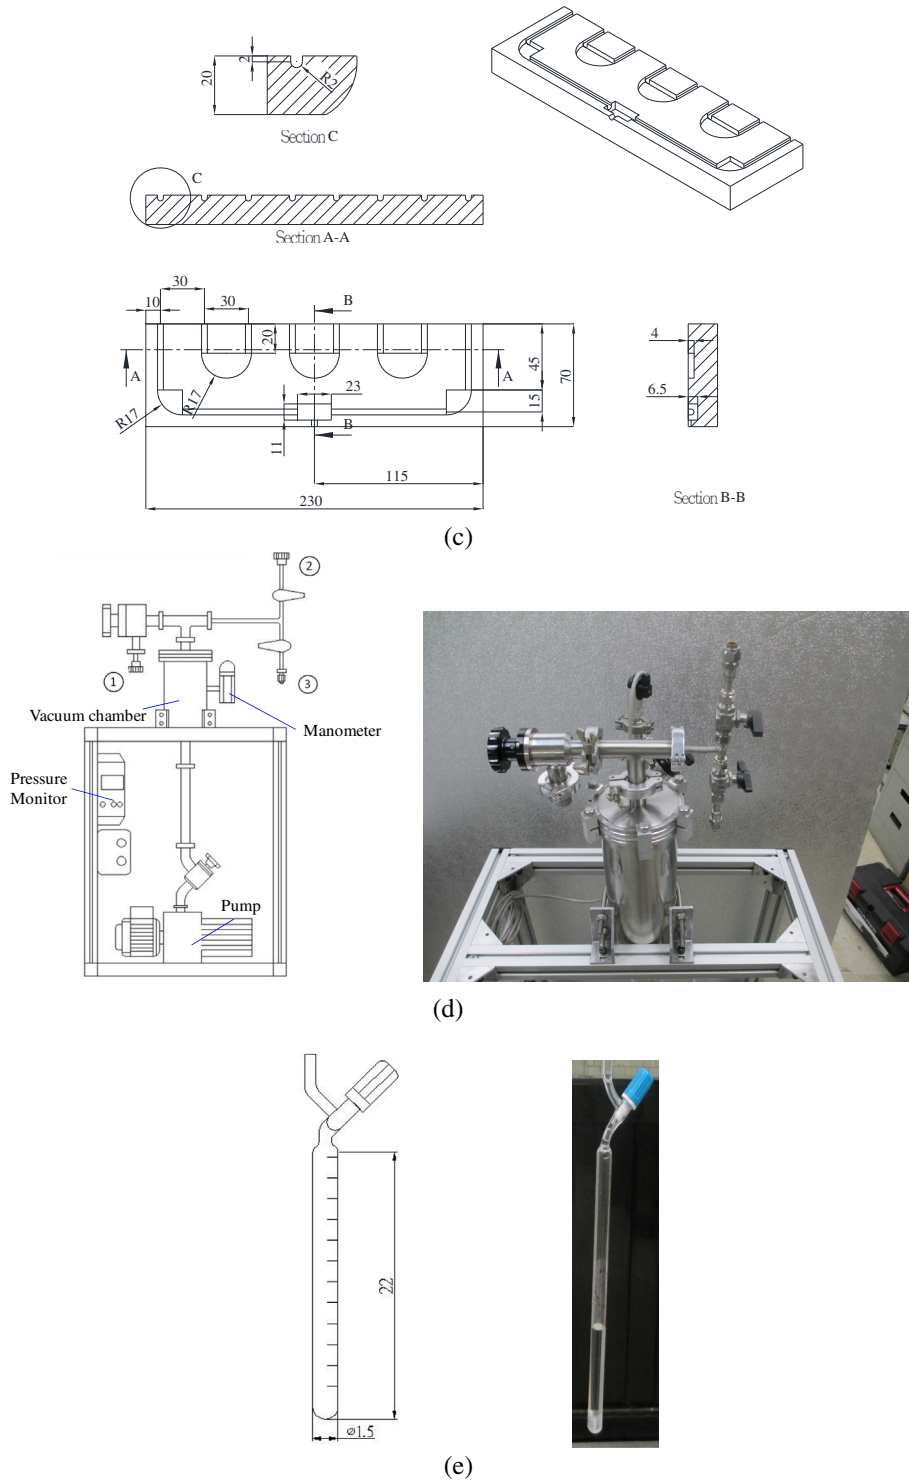 20
2
R2
Section C
C
Section A-A
30
10
30
B
20
A
A
45
70
4
R17
R17
23
15
6.5
11
B
115
230
Section B-B
(c)
2
1
3
Vacuum chamber
Manometer
Pressure
Monitor
Pump
(d)
22
⌀1.5
(e)